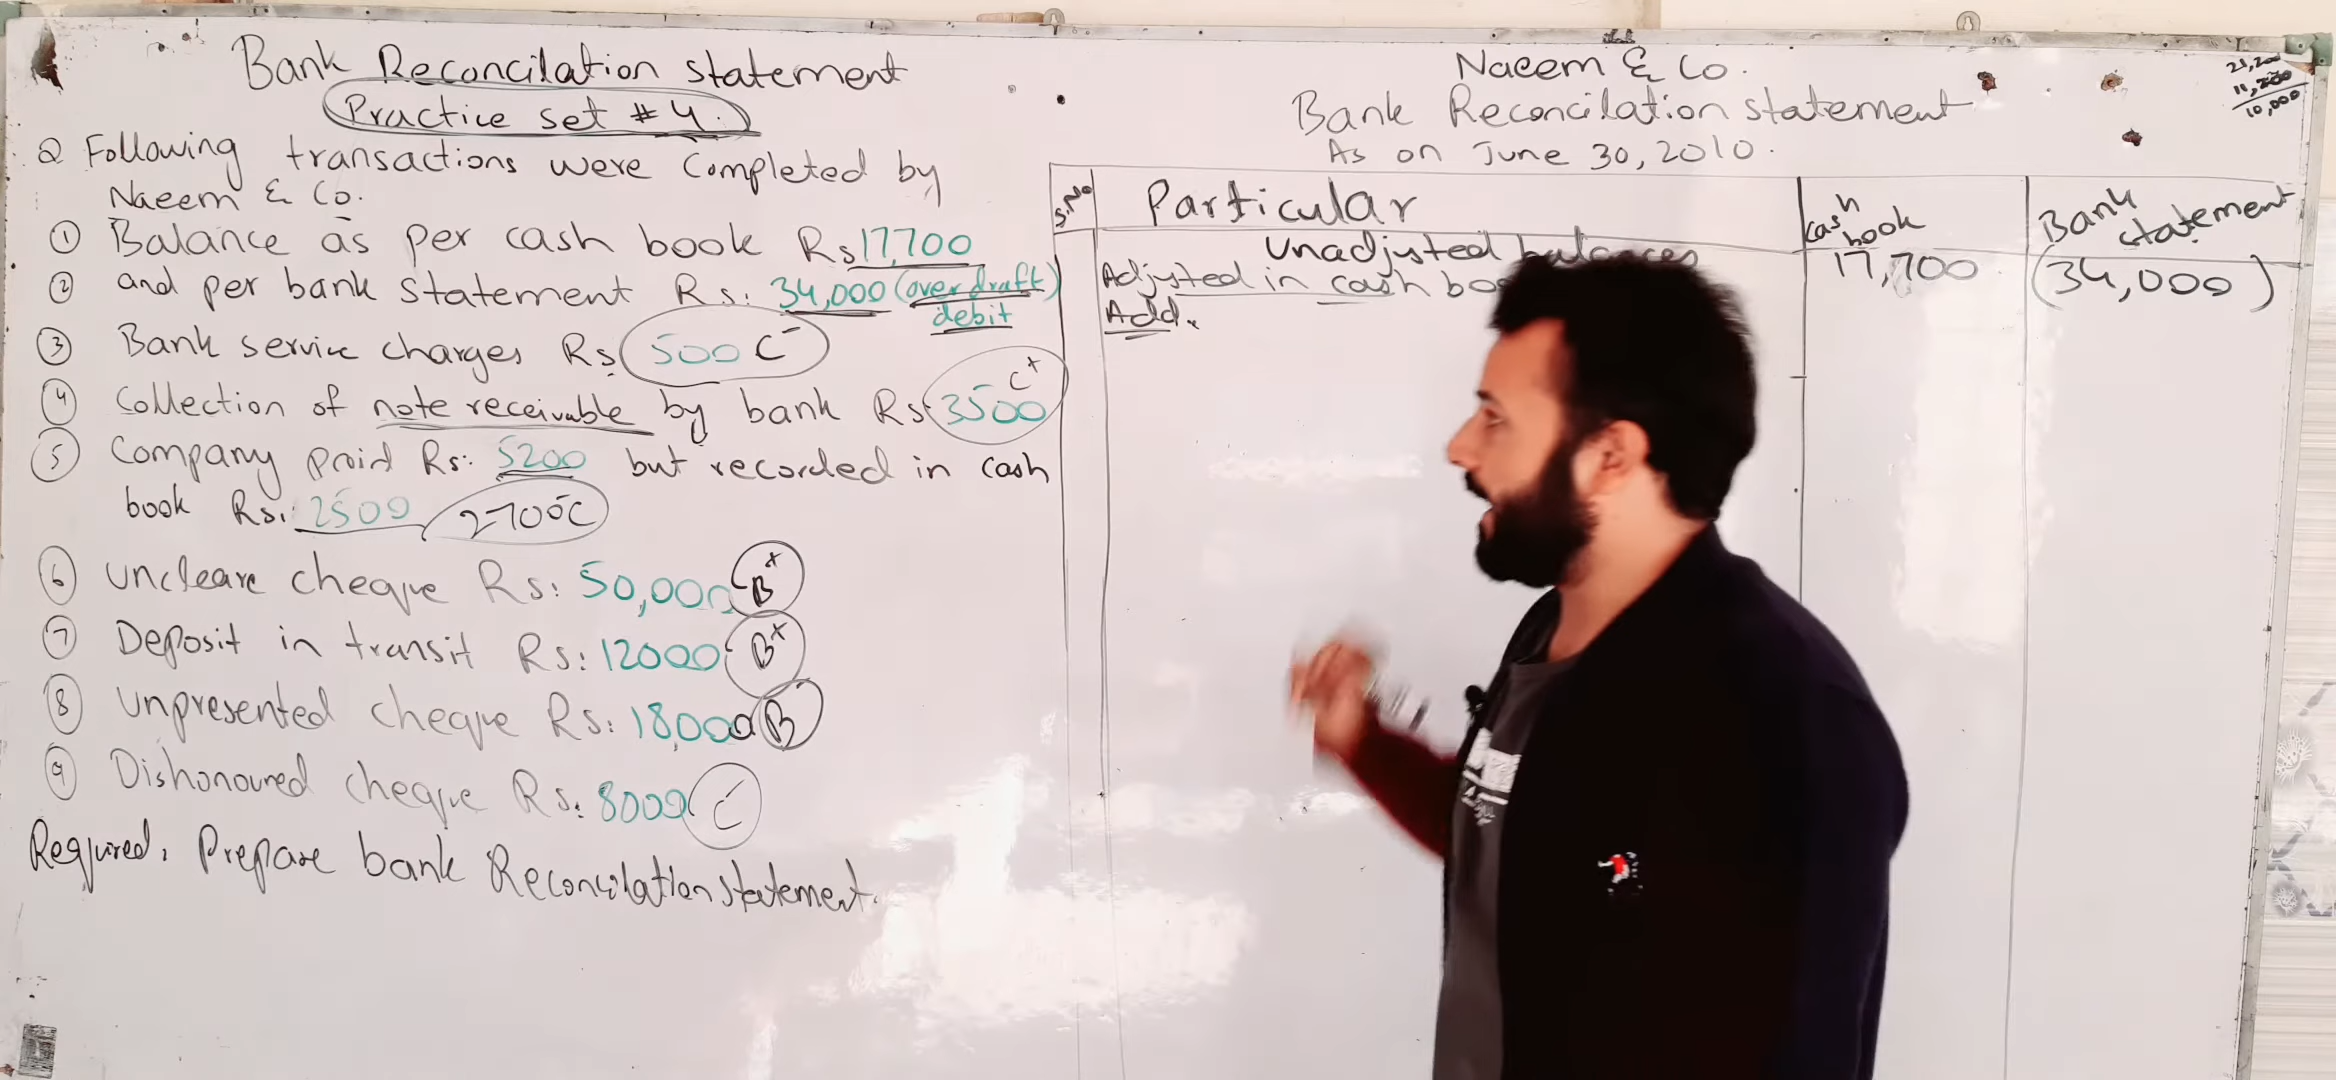 Bank Reconcilation statement
Practice set # 4.
Q Following transactions were completed by
Naeem & Co.
① Balance as per cash book Rs 17,700
② and per bank statement Rs: 34,000 (overdraft)
debit
③ Bank service charges Rs 500 C-
④ Collection of note receivable by bank Rs 3500 C+
⑤ Company paid Rs: 5200 but recorded in cash
book Rs: 2500 2700 C-
⑥ uncleare cheque Rs: 50,000 B+
⑦ Deposit in transit Rs: 12000 B+
⑧ unpresented cheque Rs: 18,000 B-
⑨ Dishonoured cheque Rs: 8000 C-
Required, Prepare bank Reconcilation statement.
Naeem & Co.
Bank Reconcilation statement
As on June 30, 2010.
S.No Particular Cash book Bank statement
unadjusted balances 17,700 (34,000)
Adjusted in cash
Add.
10,000